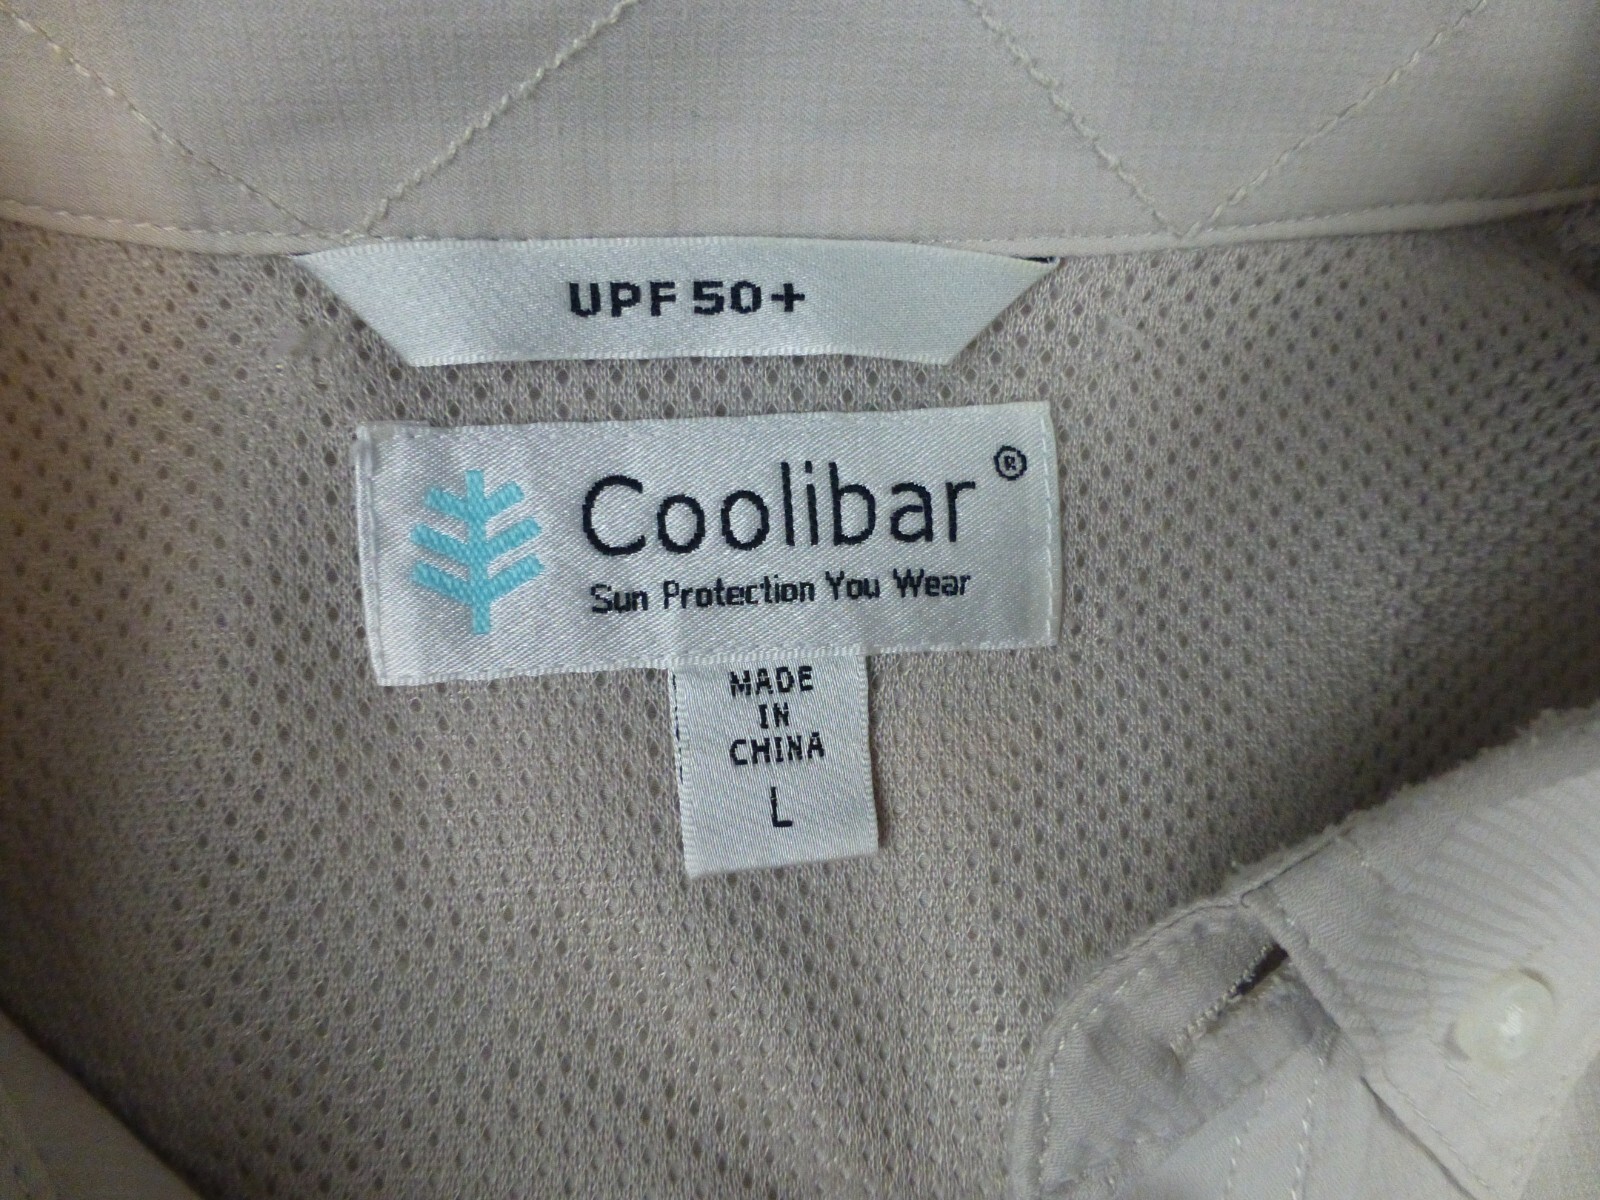 UPF 50+
Coolibar®
Sun Protection You Wear
MADE
IN
CHINA
L